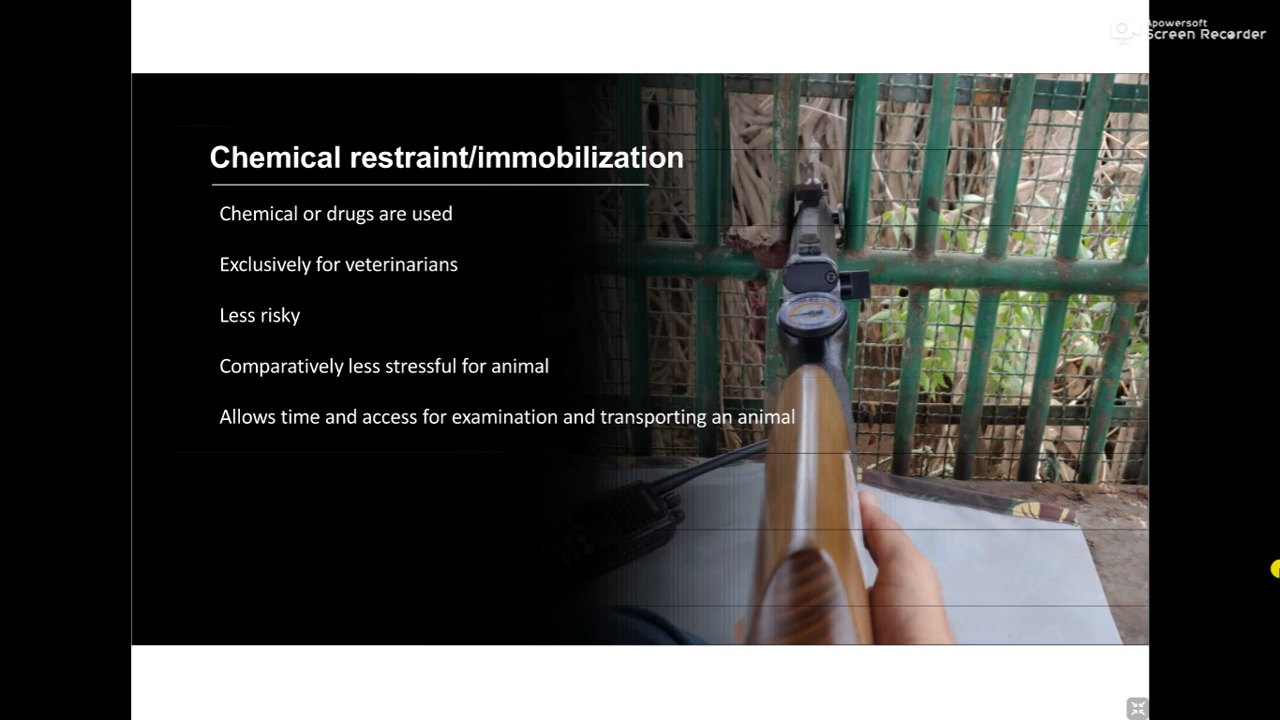 Apowersoft
Screen Recorder
Chemical restraint/immobilization
Chemical or drugs are used
Exclusively for veterinarians
Less risky
Comparatively less stressful for animal
Allows time and access for examination and transporting an animal